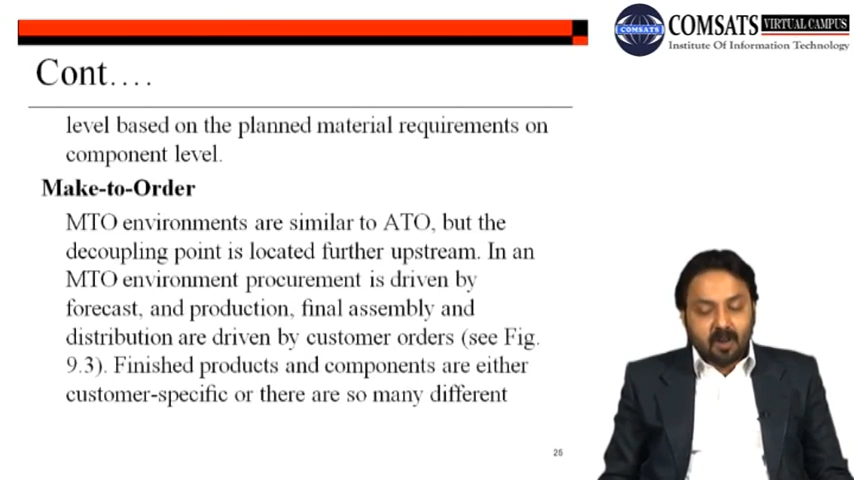 COMSATS
COMSATS VIRTUAL CAMPUS
Institute Of Information Technology
Cont....
level based on the planned material requirements on
component level.
Make-to-Order
MTO environments are similar to ATO, but the
decoupling point is located further upstream. In an
MTO environment procurement is driven by
forecast, and production, final assembly and
distribution are driven by customer orders (see Fig.
9.3). Finished products and components are either
customer-specific or there are so many different
26